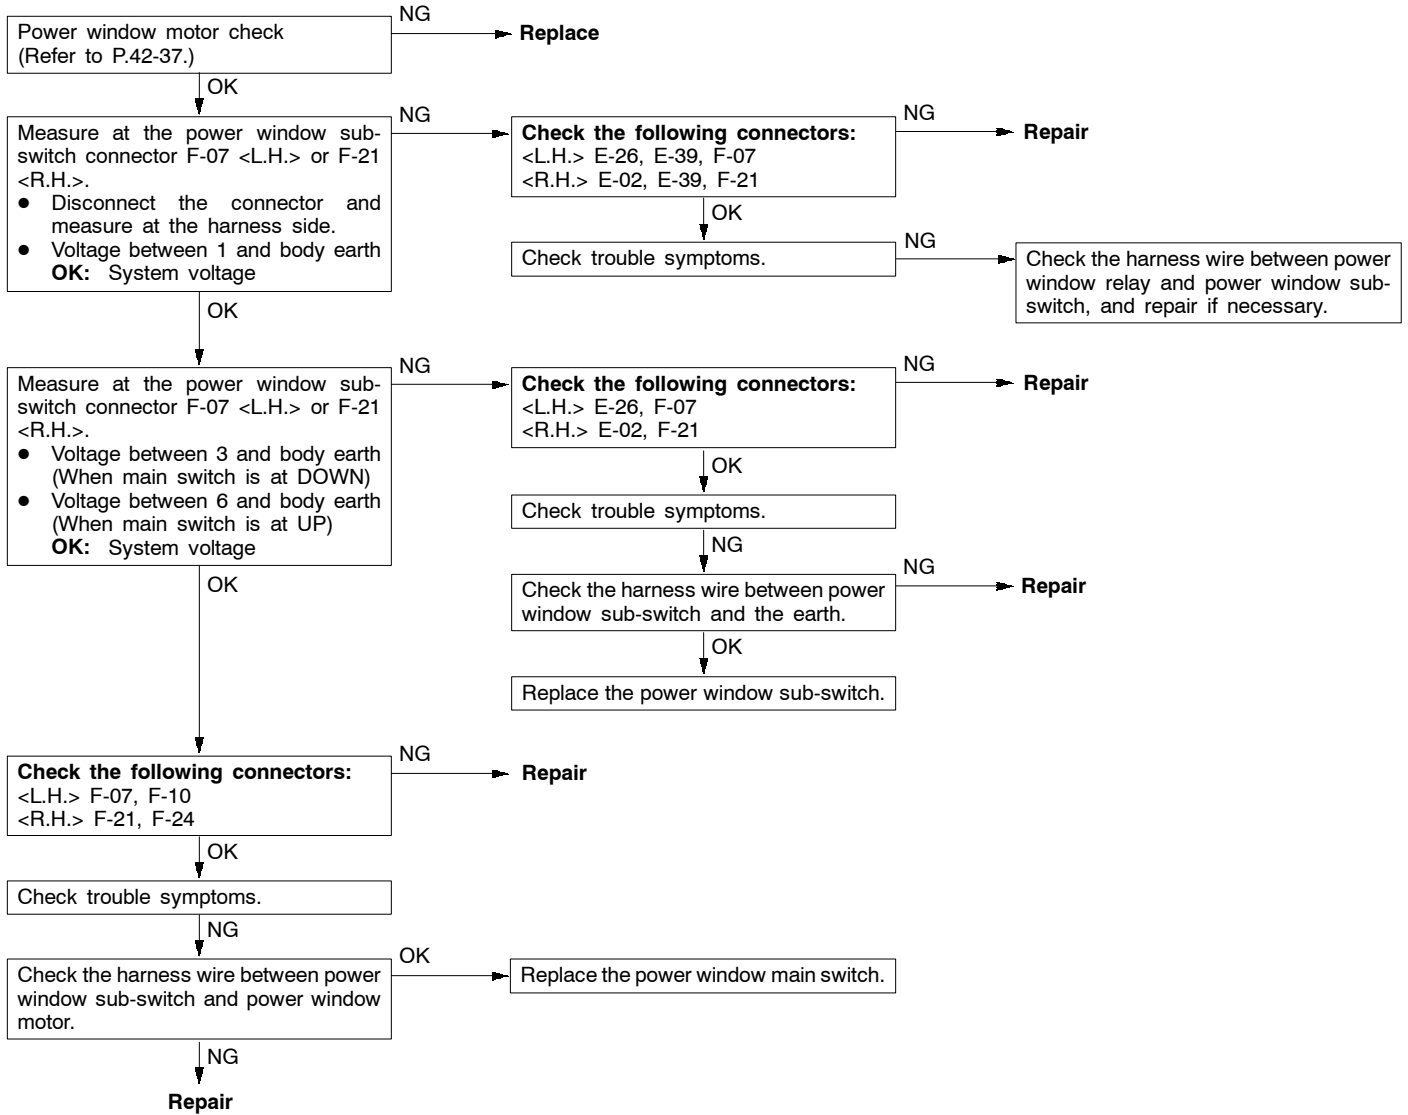 Power window motor check
(Refer to P.42-37.)
NG
Replace
OK
Measure at the power window sub-
switch connector F-07 <L.H.> or F-21
<R.H.>.
● Disconnect the connector and
measure at the harness side.
● Voltage between 1 and body earth
OK: System voltage
NG
Check the following connectors:
<L.H.> E-26, E-39, F-07
<R.H.> E-02, E-39, F-21
NG
Repair
OK
Check trouble symptoms.
NG
Check the harness wire between power
window relay and power window sub-
switch, and repair if necessary.
OK
Measure at the power window sub-
switch connector F-07 <L.H.> or F-21
<R.H.>.
● Voltage between 3 and body earth
(When main switch is at DOWN)
● Voltage between 6 and body earth
(When main switch is at UP)
OK: System voltage
NG
Check the following connectors:
<L.H.> E-26, F-07
<R.H.> E-02, F-21
NG
Repair
OK
Check trouble symptoms.
NG
Check the harness wire between power
window sub-switch and the earth.
NG
Repair
OK
Replace the power window sub-switch.
OK
Check the following connectors:
<L.H.> F-07, F-10
<R.H.> F-21, F-24
NG
Repair
OK
Check trouble symptoms.
NG
Check the harness wire between power
window sub-switch and power window
motor.
OK
Replace the power window main switch.
NG
Repair